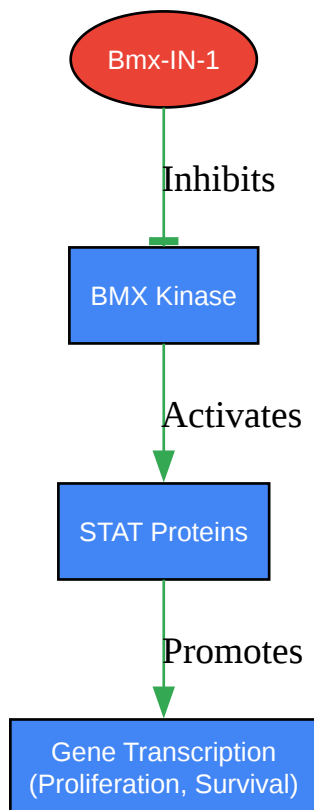 Bmx-IN-1
Inhibits
BMX Kinase
Activates
STAT Proteins
Promotes
Gene Transcription
(Proliferation, Survival)